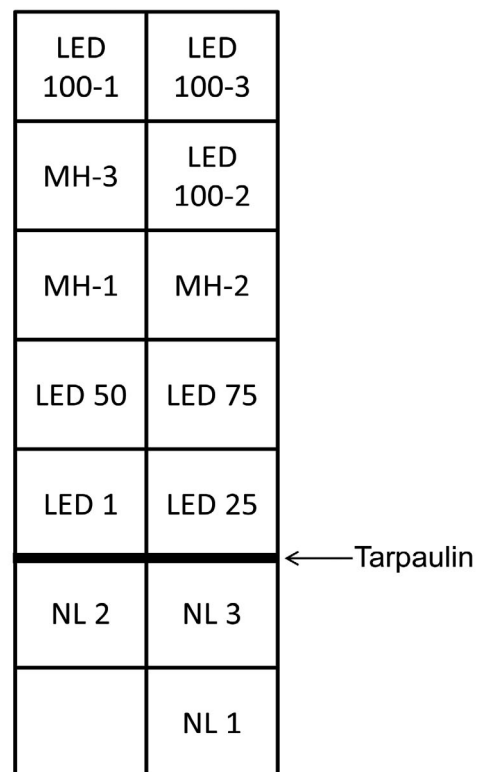 LED
100-1
LED
100-3
MH-3
LED
100-2
MH-1
MH-2
LED 50
LED 75
LED 1
LED 25
Tarpaulin
NL 2
NL 3
NL 1